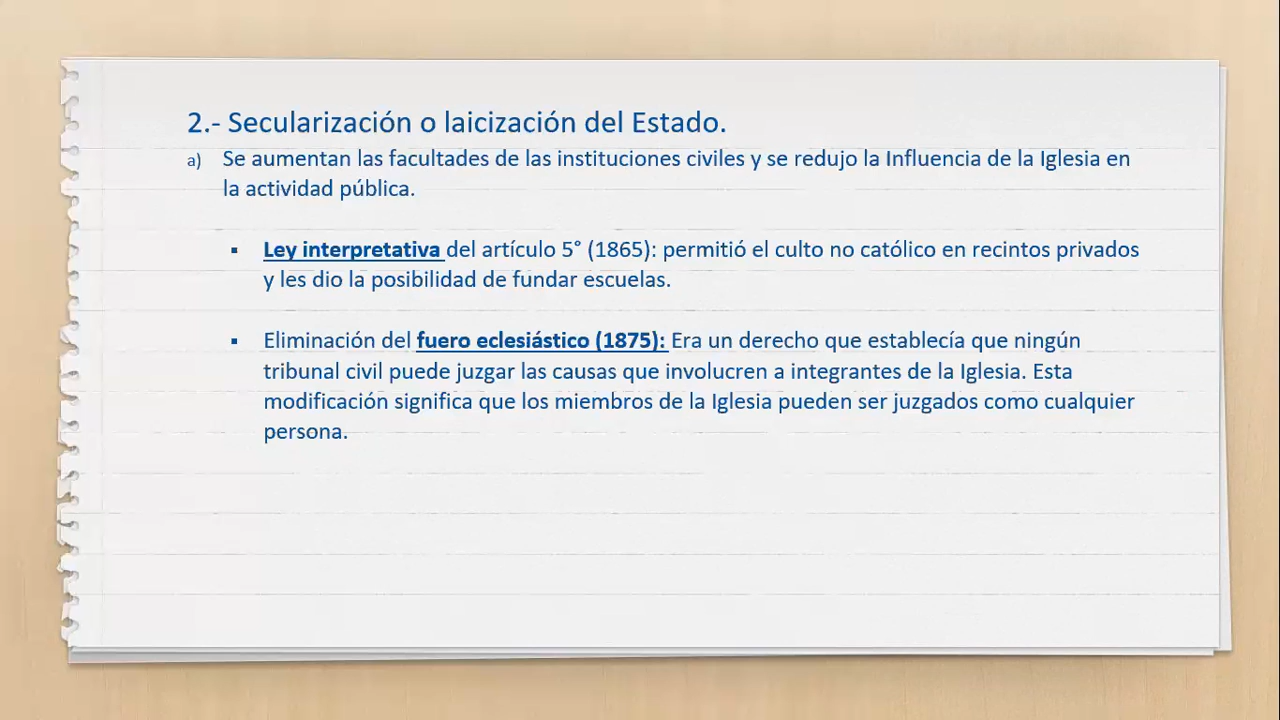 2.- Secularización o laicización del Estado.
a) Se aumentan las facultades de las instituciones civiles y se redujo la Influencia de la Iglesia en
la actividad pública.
▪ Ley interpretativa del artículo 5° (1865): permitió el culto no católico en recintos privados
y les dio la posibilidad de fundar escuelas.
▪ Eliminación del fuero eclesiástico (1875): Era un derecho que establecía que ningún
tribunal civil puede juzgar las causas que involucren a integrantes de la Iglesia. Esta
modificación significa que los miembros de la Iglesia pueden ser juzgados como cualquier
persona.